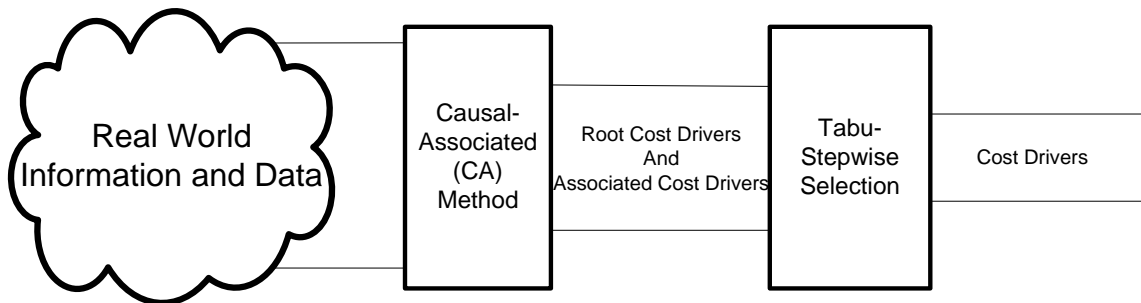 Real World
Information and Data
Causal-
Associated
(CA)
Method
Root Cost Drivers
And
Associated Cost Drivers
Tabu-
Stepwise
Selection
Cost Drivers